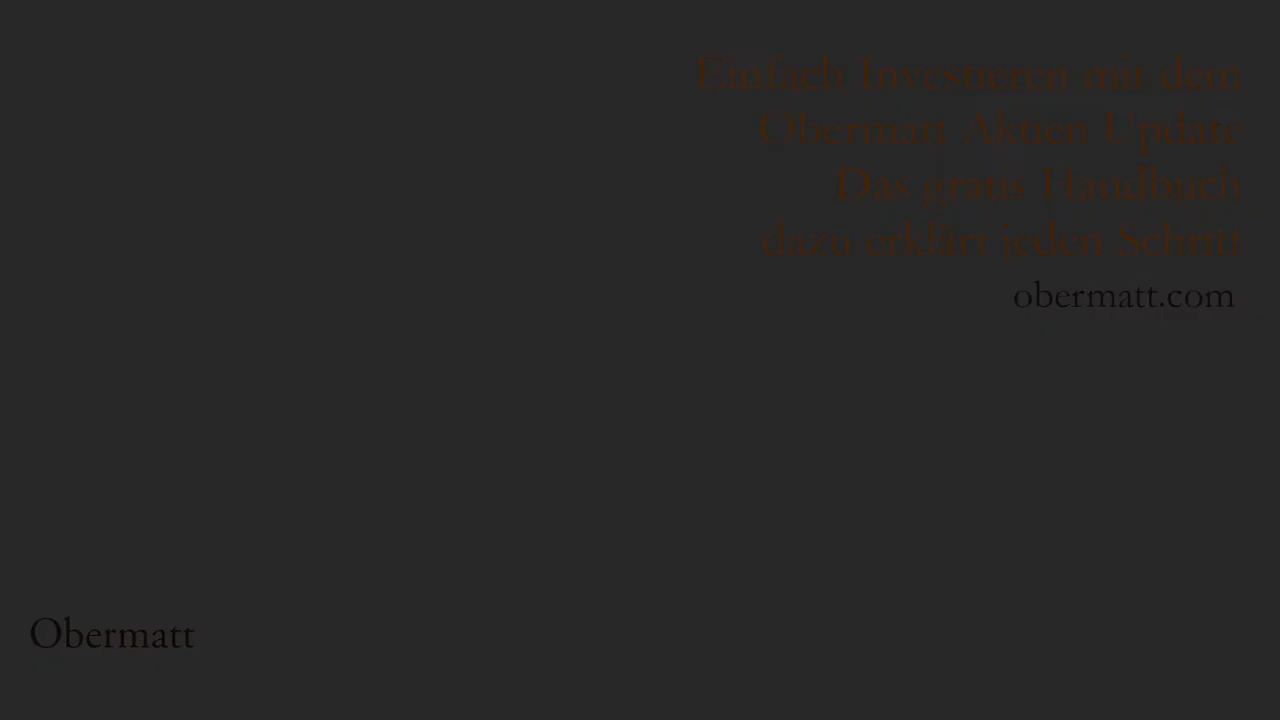 Einfach Investieren mit dem
Obermatt Aktien Update
Das gratis Handbuch
dazu erklärt jeden Schritt
obermatt.com
Obermatt